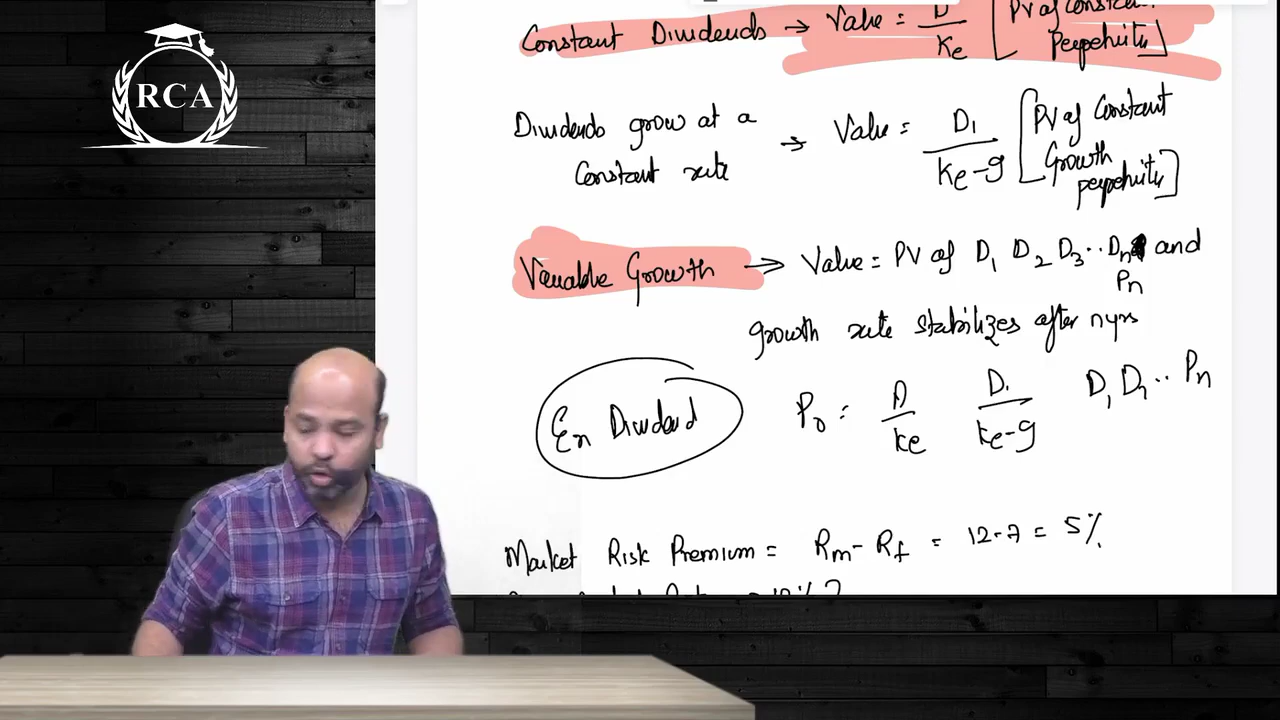 RCA
Constant Dividends → Value = D/Ke [PV of Constant
Perpetuity]
Dividends grow at a → Value = D1/(Ke-g) [PV of Constant
Constant rate Growth
perpetuity]
Variable Growth → Value = PV of D1 D2 D3 .. Dn and
Pn
Growth rate stabilizes after n yrs
Ex Dividend P0 = D/Ke D1/(Ke-g) D1 D2 .. Pn
Market Risk Premium = Rm - Rf = 12-7 = 5%